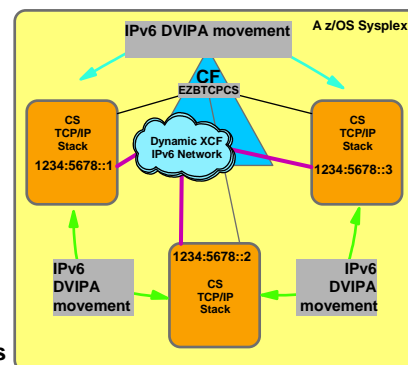 A z/OS Sysplex
IPv6 DVIPA movement
CF
EZBTCPCS
CS
TCP/IP
Stack
1234:5678::1
Dynamic XCF
IPv6 Network
CS
TCP/IP
Stack
1234:5678::3
1234:5678::2
CS
TCP/IP
Stack
IPv6
DVIPA
movement
IPv6
DVIPA
movement
s